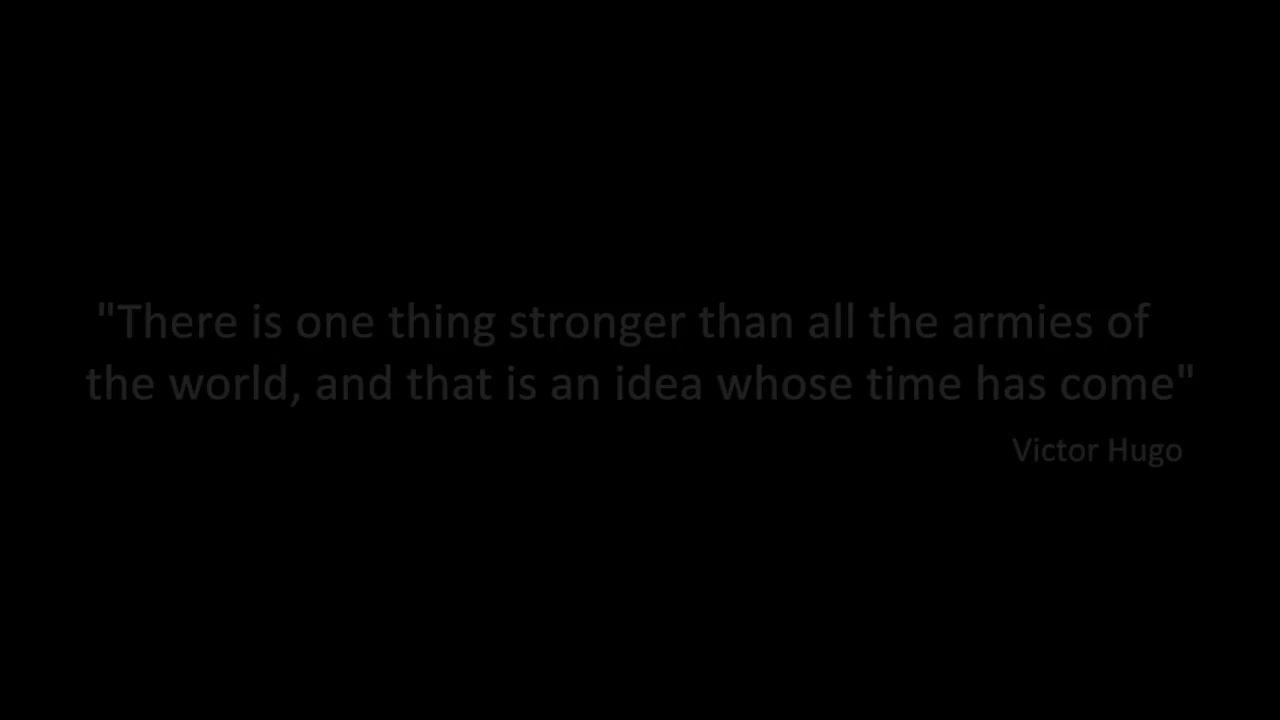 "There is one thing stronger than all the armies of
the world, and that is an idea whose time has come"
Victor Hugo